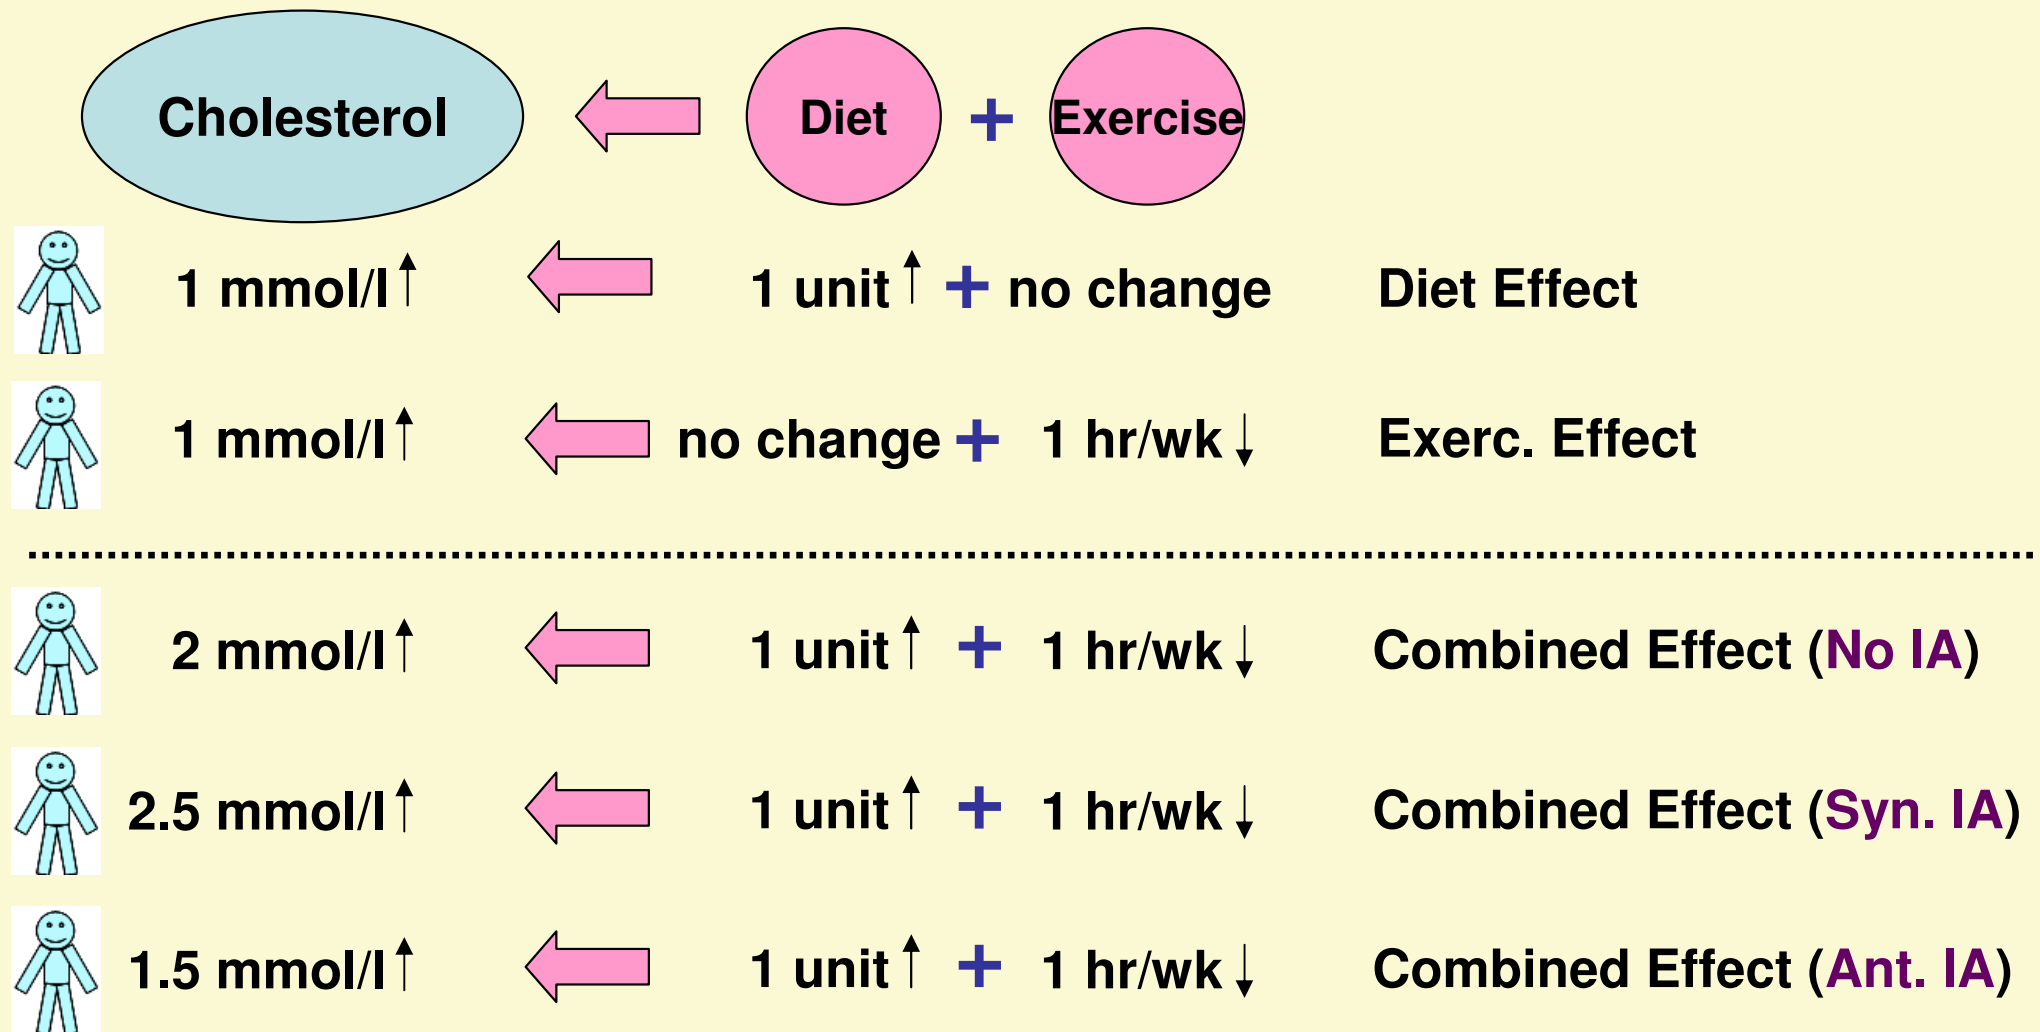 Cholesterol Diet + Exercise
1 mmol/l ↑ 1 unit ↑ + no change Diet Effect
1 mmol/l ↑ no change + 1 hr/wk ↓ Exerc. Effect
2 mmol/l ↑ 1 unit ↑ + 1 hr/wk ↓ Combined Effect (No IA)
2.5 mmol/l ↑ 1 unit ↑ + 1 hr/wk ↓ Combined Effect (Syn. IA)
1.5 mmol/l ↑ 1 unit ↑ + 1 hr/wk ↓ Combined Effect (Ant. IA)